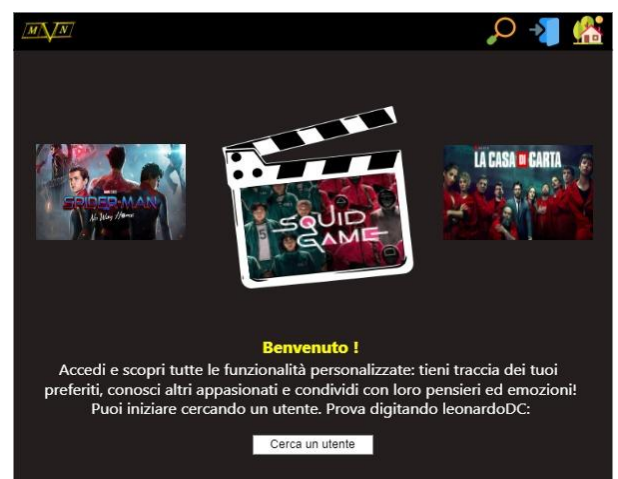 MVN
SPIDER-MAN
No Way Home
SQUID
GAME
LA CASA DI CARTA
Benvenuto !
Accedi e scopri tutte le funzionalità personalizzate: tieni traccia dei tuoi
preferiti, conosci altri appasionati e condividi con loro pensieri ed emozioni!
Puoi iniziare cercando un utente. Prova digitando leonardoDC:
Cerca un utente